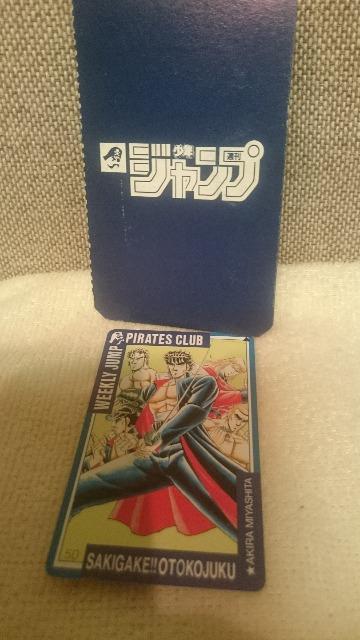 週刊
少年
ジャンプ
WEEKLY JUMP
PIRATES CLUB
50
SAKIGAKE!! OTOKOJUKU
★AKIRA MIYASHITA